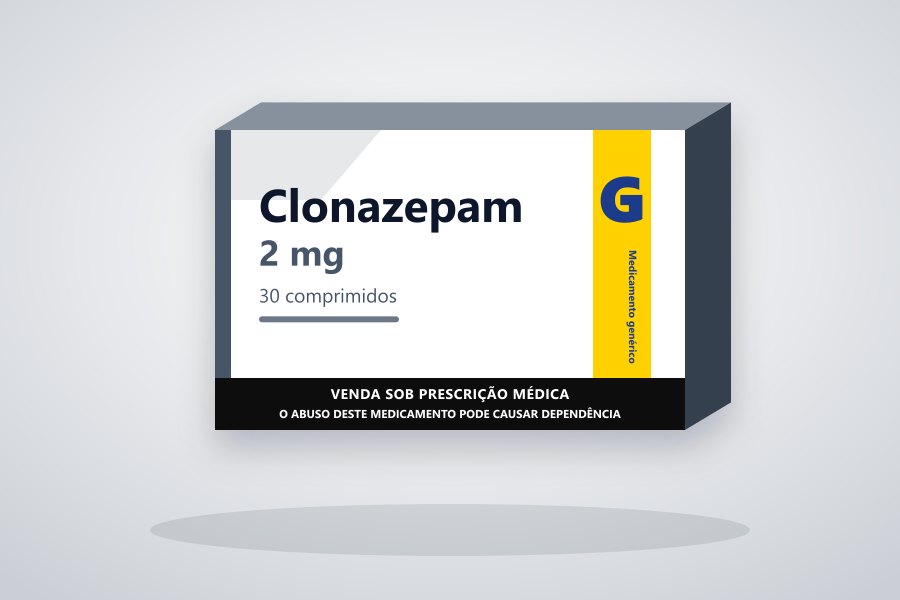 Clonazepam
2 mg
30 comprimidos
G
Medicamento genérico
VENDA SOB PRESCRIÇÃO MÉDICA
O ABUSO DESTE MEDICAMENTO PODE CAUSAR DEPENDÊNCIA